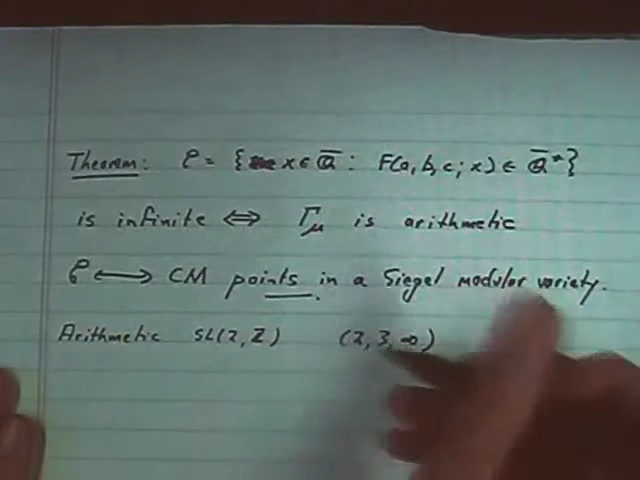 Theorem: ℰ = {x ∈ ℚ̄ : F(a, b, c; x) ∈ ℚ̄*}
is infinite ⟺ Γ_μ is arithmetic
ℰ ⟷ CM points in a Siegel modular variety.
Arithmetic SL(2, Z) (2, 3, ∞)